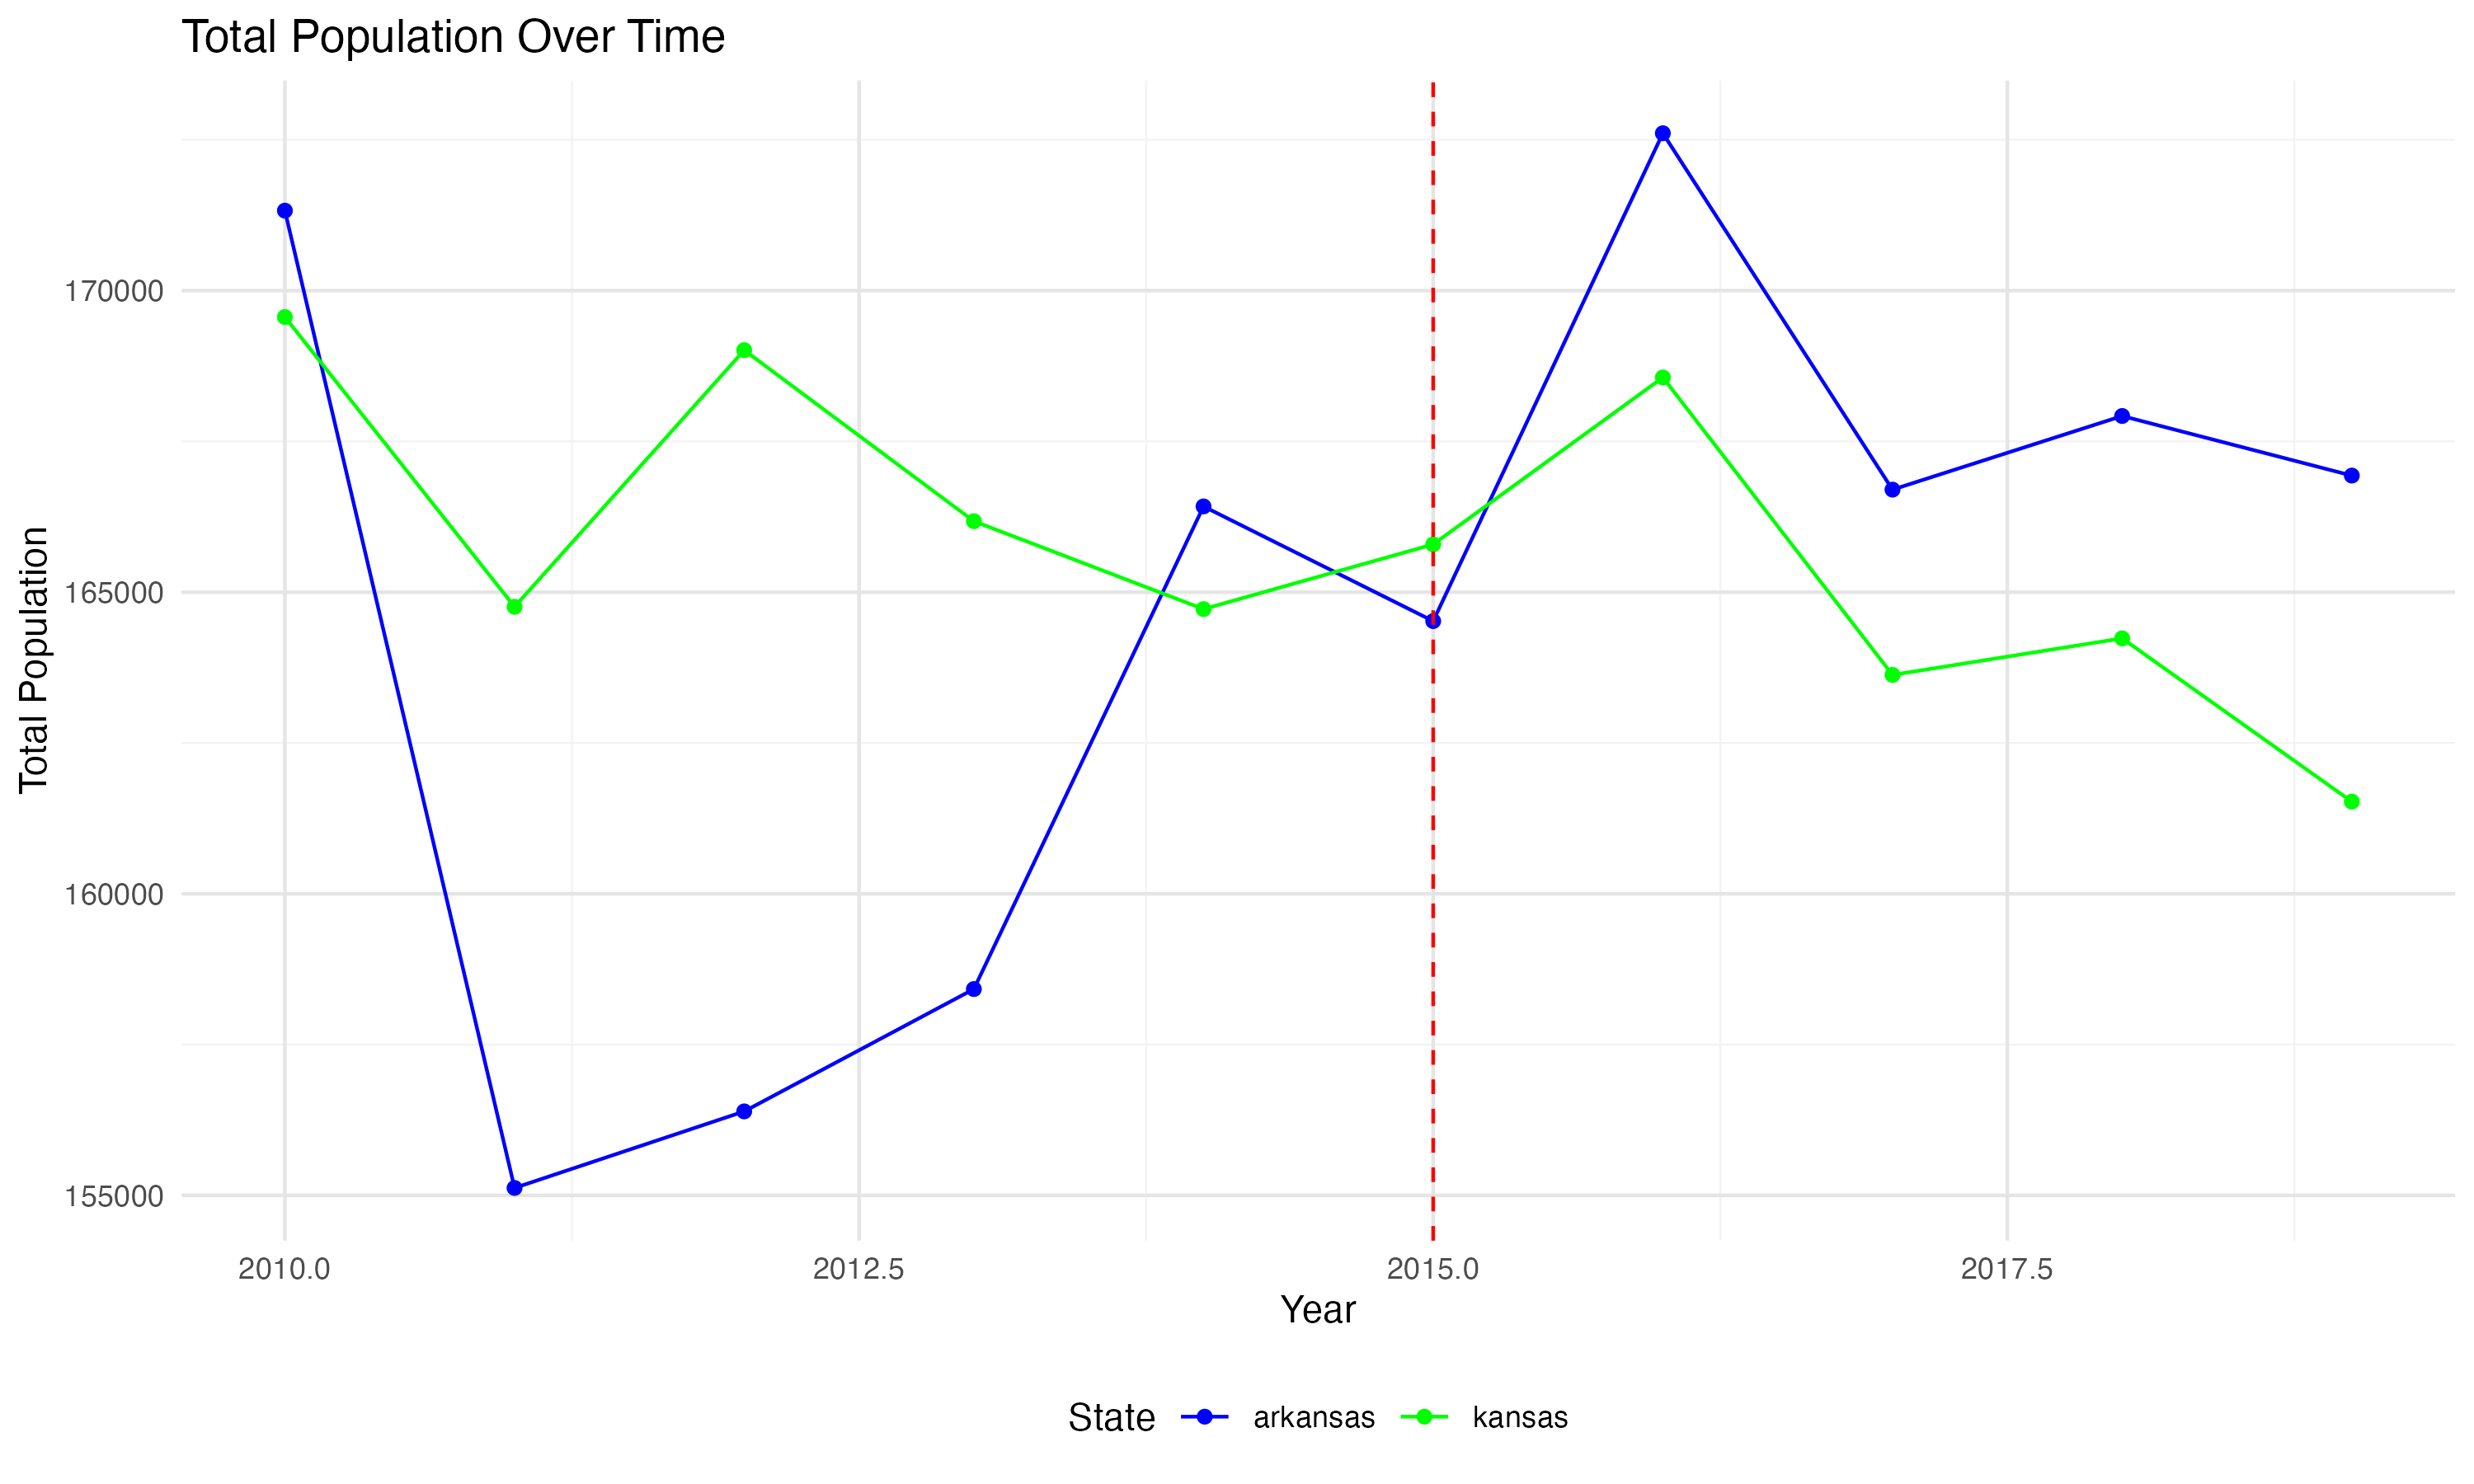 Total Population Over Time
Total Population
170000
165000
160000
155000
2010.0 2012.5 2015.0 2017.5
Year
State arkansas kansas